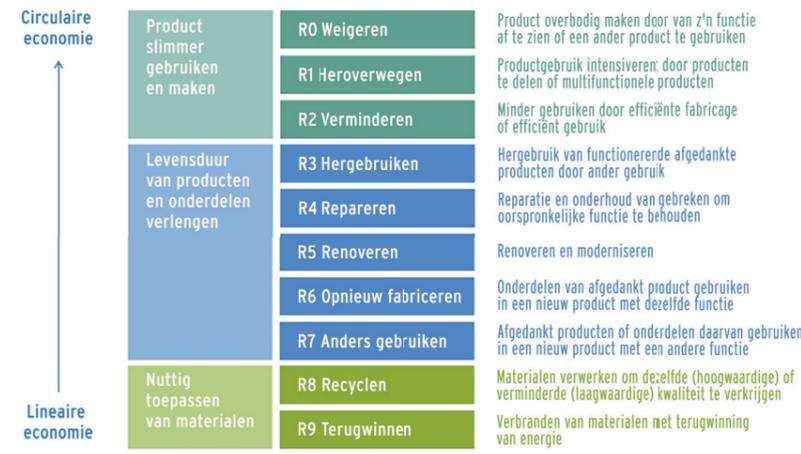 Circulaire
economie
Product
slimmer
gebruiken
en maken
R0 Weigeren
Product overbodig maken door van z'n functie
af te zien of een ander product te gebruiken
R1 Heroverwegen
Productgebruik intensiveren: door producten
te delen of multifunctionele producten
R2 Verminderen
Minder gebruiken door efficiënte fabricage
of efficiënt gebruik
Levensduur
van producten
en onderdelen
verlengen
R3 Hergebruiken
Hergebruik van functionererde afgedankte
producten door ander gebruik
R4 Repareren
Reparatie en onderhoud van gebreken om
oorspronkelijke functie te behouden
R5 Renoveren
Renoveren en moderniseren
R6 Opnieuw fabriceren
Onderdelen van afgedankt product gebruiken
in een nieuw product met dezelfde functie
R7 Anders gebruiken
Afgedankt producten of onderdelen daarvan gebruiken
in een nieuw product met een andere functie
Nuttig
toepassen
van materialen
R8 Recyclen
Materialen verwerken om dezelfde (hoogwaardige) of
verminderde (laagwaardige) kwaliteit te verkrijgen
R9 Terugwinnen
Verbranden van materialen met terugwinning
van energie
Lineaire
economie